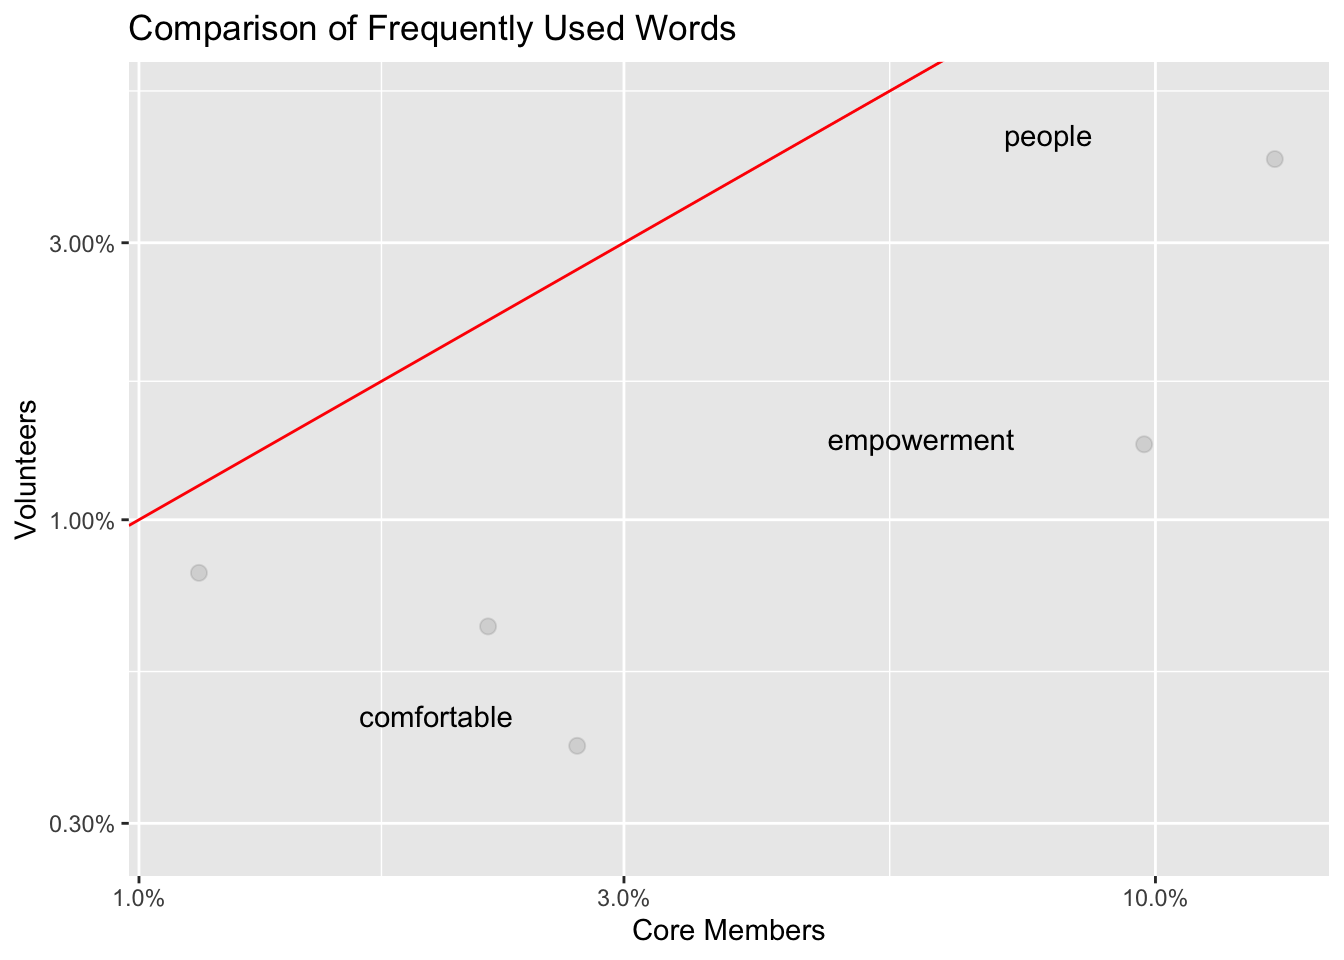 Comparison of Frequently Used Words
people
3.00%
empowerment
1.00%
comfortable
0.30%
1.0%
3.0%
10.0%
Core Members
Volunteers